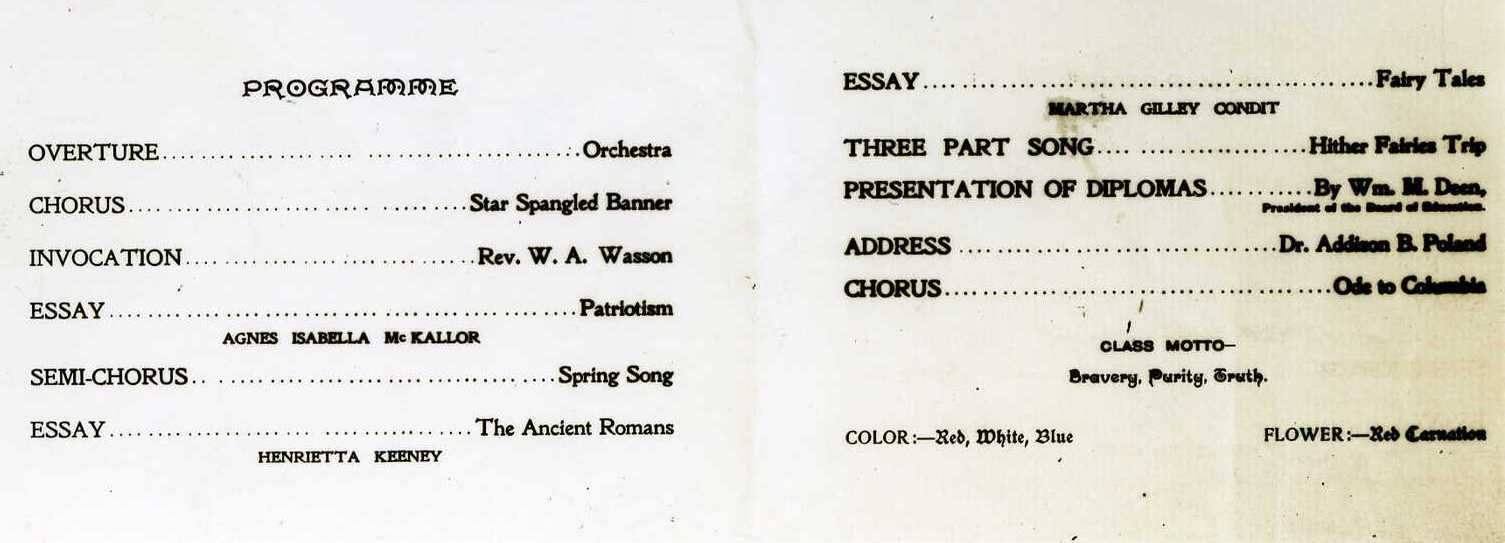 PROGRAMME
OVERTURE........................................Orchestra
CHORUS........................................Star Spangled Banner
INVOCATION........................................Rev. W. A. Wasson
ESSAY........................................Patriotism
AGNES ISABELLA McKALLOR
SEMI-CHORUS........................................Spring Song
ESSAY........................................The Ancient Romans
HENRIETTA KEENEY
ESSAY........................................Fairy Tales
MARTHA GILLEY CONDIT
THREE PART SONG....................Hither Fairies Trip
PRESENTATION OF DIPLOMAS...........By Wm. M. Deen,
President of the Board of Education.
ADDRESS..............................Dr. Addison B. Poland
CHORUS........................................Ode to Columbia
CLASS MOTTO—
Bravery, Purity, Truth.
COLOR:—Red, White, Blue
FLOWER:—Red Carnation